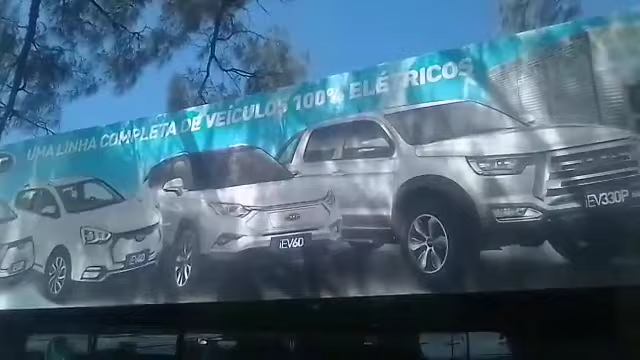 UMA LINHA COMPLETA DE VEÍCULOS 100% ELÉTRICOS
iEV40
iEV60
iEV330P